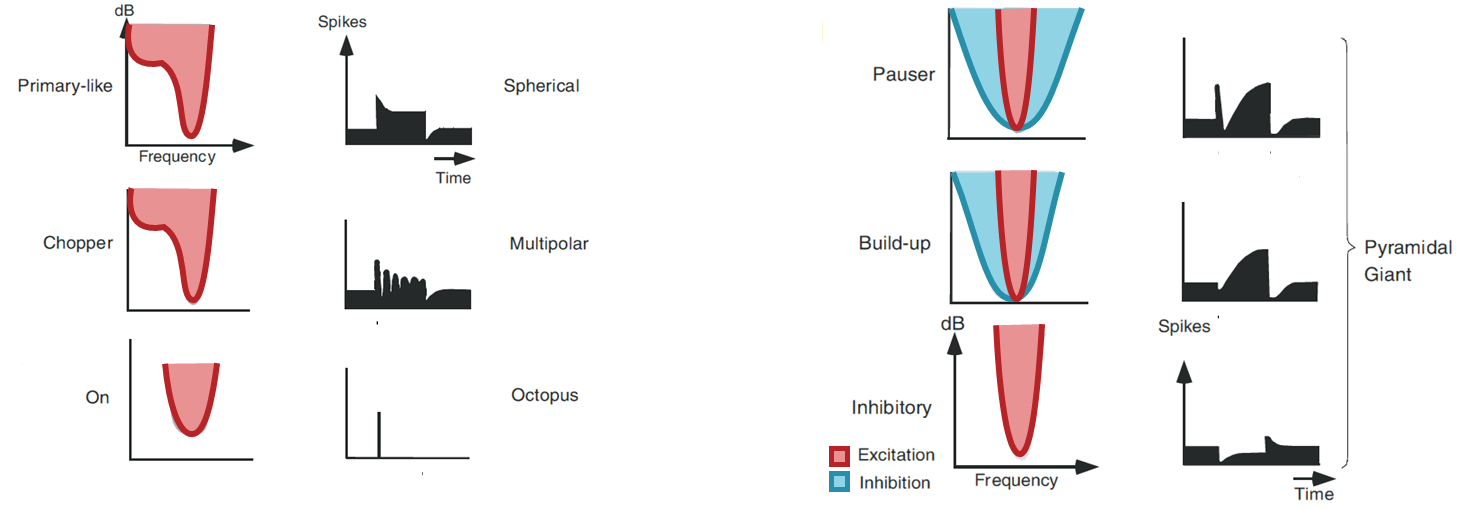 dB
Spikes
Primary-like
Spherical
Frequency
Time
Chopper
Multipolar
On
Octopus
Pauser
Build-up
Pyramidal
Giant
dB
Spikes
Inhibitory
Excitation
Inhibition
Frequency
Time